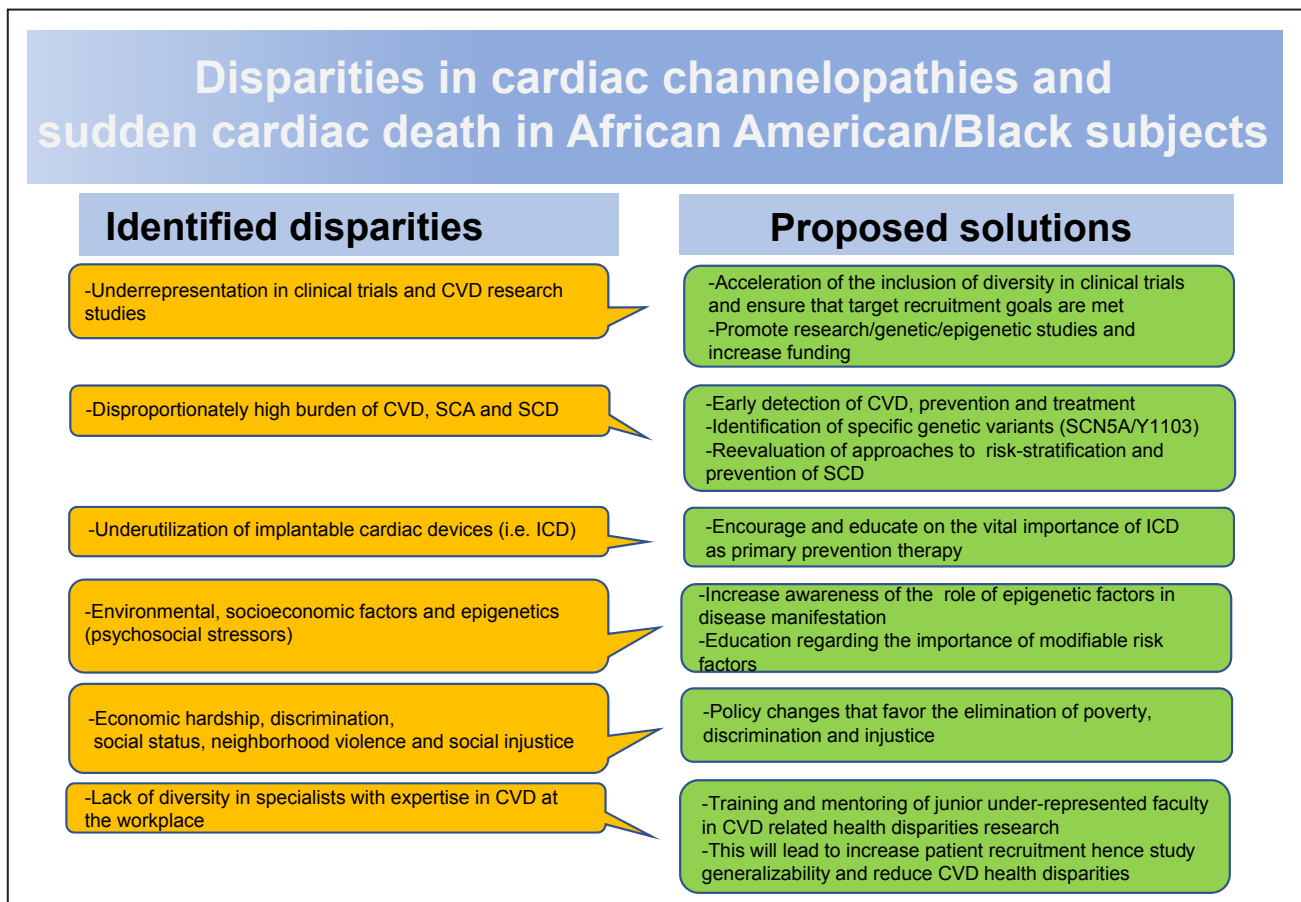 Disparities in cardiac channelopathies and
sudden cardiac death in African American/Black subjects
Identified disparities
Proposed solutions
-Underrepresentation in clinical trials and CVD research
studies
-Acceleration of the inclusion of diversity in clinical trials
and ensure that target recruitment goals are met
-Promote research/genetic/epigenetic studies and
increase funding
-Disproportionately high burden of CVD, SCA and SCD
-Early detection of CVD, prevention and treatment
-Identification of specific genetic variants (SCN5A/Y1103)
-Reevaluation of approaches to risk-stratification and
prevention of SCD
-Underutilization of implantable cardiac devices (i.e. ICD)
-Encourage and educate on the vital importance of ICD
as primary prevention therapy
-Environmental, socioeconomic factors and epigenetics
(psychosocial stressors)
-Increase awareness of the role of epigenetic factors in
disease manifestation
-Education regarding the importance of modifiable risk
factors
-Economic hardship, discrimination,
social status, neighborhood violence and social injustice
-Policy changes that favor the elimination of poverty,
discrimination and injustice
-Lack of diversity in specialists with expertise in CVD at
the workplace
-Training and mentoring of junior under-represented faculty
in CVD related health disparities research
-This will lead to increase patient recruitment hence study
generalizability and reduce CVD health disparities